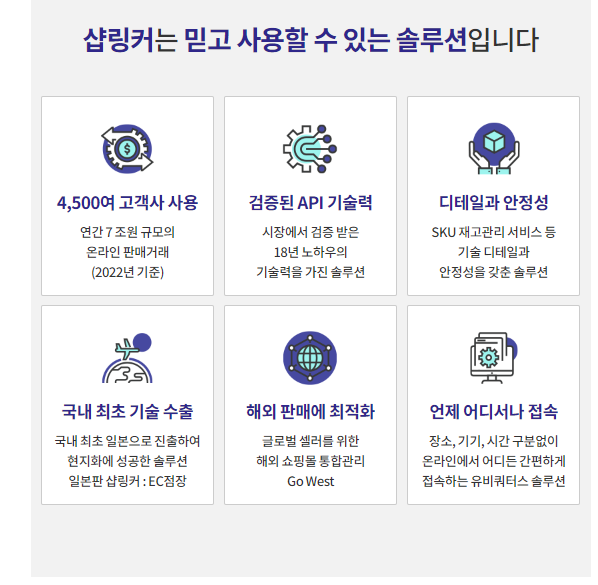 샵링커는 믿고 사용할 수 있는 솔루션입니다
$
4,500여 고객사 사용
연간 7 조원 규모의
온라인 판매거래
(2022년 기준)
검증된 API 기술력
시장에서 검증 받은
18년 노하우의
기술력을 가진 솔루션
디테일과 안정성
SKU 재고관리 서비스 등
기술 디테일과
안정성을 갖춘 솔루션
국내 최초 기술 수출
국내 최초 일본으로 진출하여
현지화에 성공한 솔루션
일본판 샵링커 : EC점장
해외 판매에 최적화
글로벌 셀러를 위한
해외 쇼핑몰 통합관리
Go West
언제 어디서나 접속
장소, 기기, 시간 구분없이
온라인에서 어디든 간편하게
접속하는 유비쿼터스 솔루션